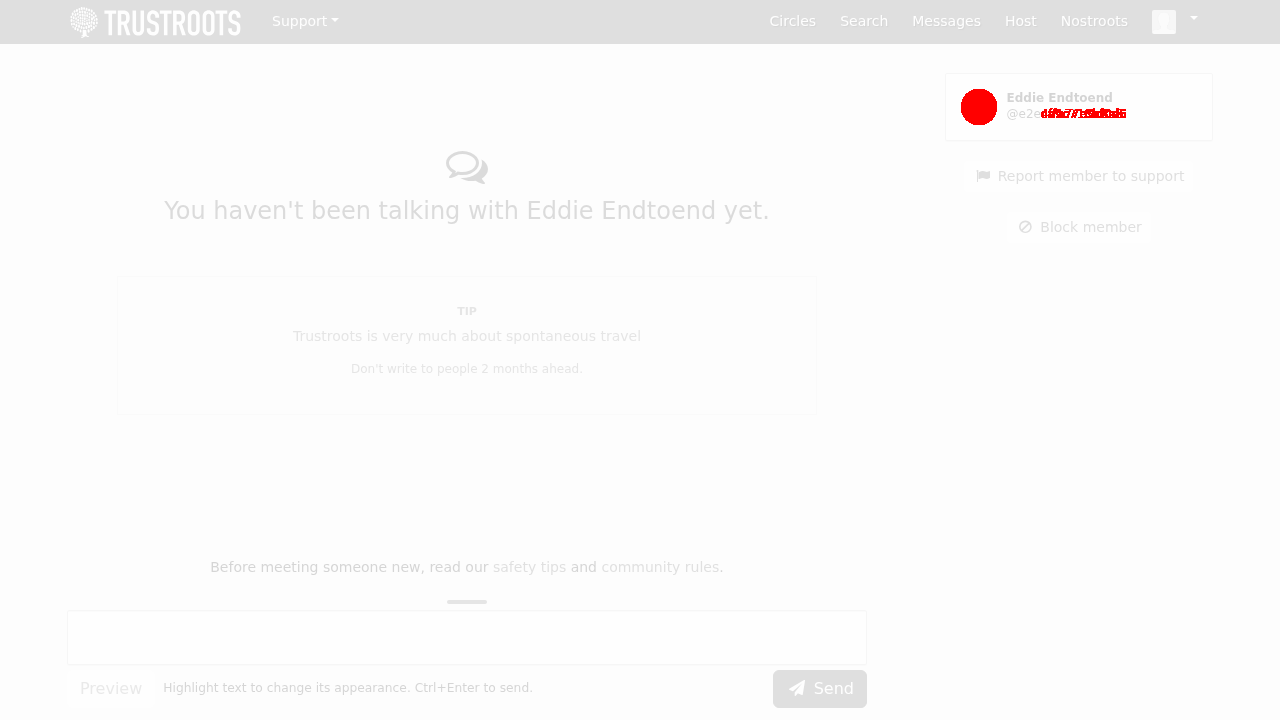 TRUSTROOTS Support Circles Search Messages Host Nostroots
Eddie Endtoend
Report member to support
Block member
You haven't been talking with Eddie Endtoend yet.
TIP
Trustroots is very much about spontaneous travel
Don't write to people 2 months ahead.
Before meeting someone new, read our safety tips and community rules.
Preview Highlight text to change its appearance. Ctrl+Enter to send. Send